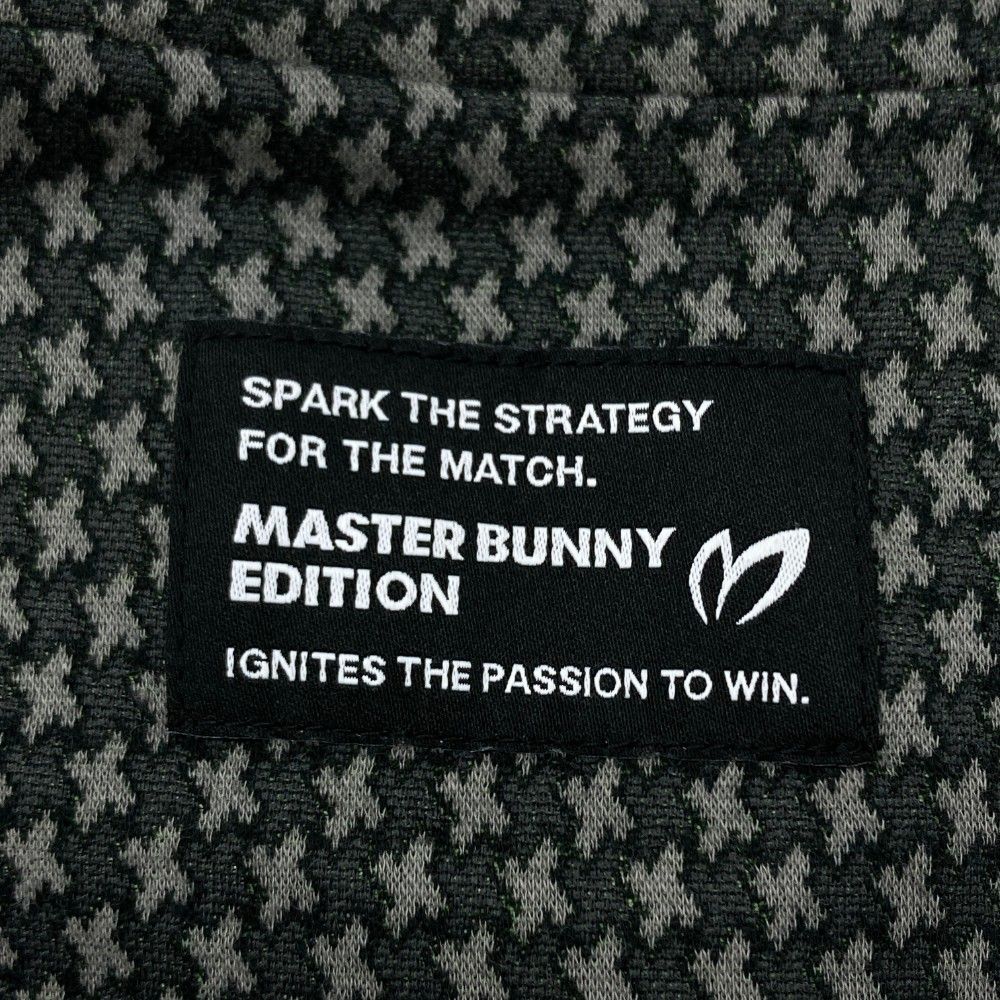 SPARK THE STRATEGY
FOR THE MATCH.
MASTER BUNNY
EDITION
IGNITES THE PASSION TO WIN.